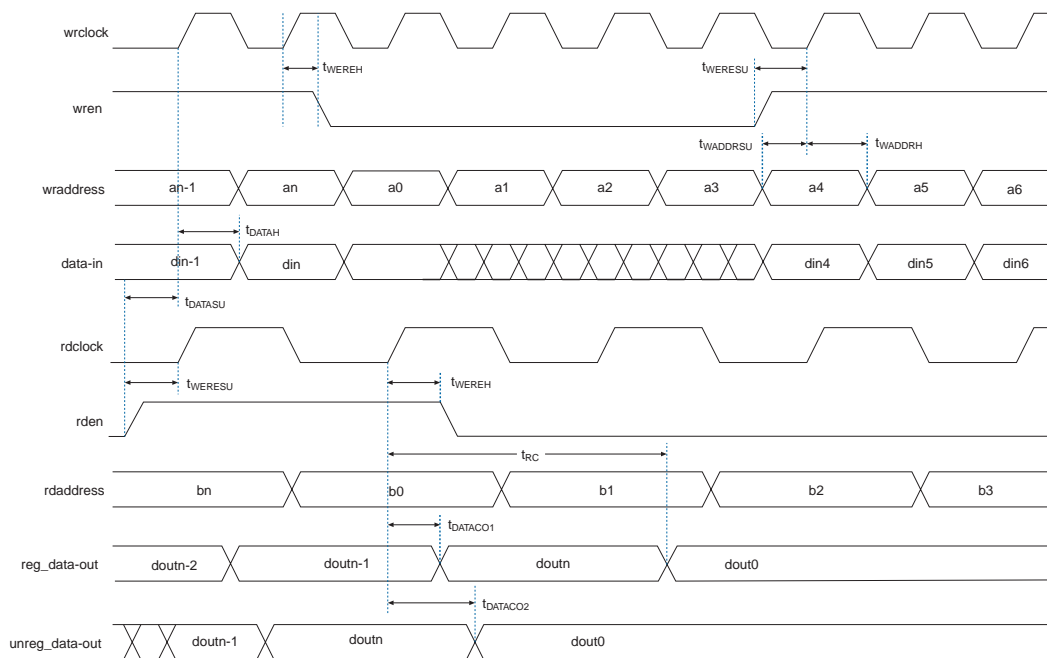 wrclock
tWEREH
tWERESU
wren
tWADDRSU
tWADDRH
wraddress an-1 an a0 a1 a2 a3 a4 a5 a6
tDATAH
data-in din-1 din din4 din5 din6
tDATASU
rdclock
tWERESU
tWEREH
rden
tRC
rdaddress bn b0 b1 b2 b3
tDATACO1
reg_data-out doutn-2 doutn-1 doutn dout0
tDATACO2
unreg_data-out doutn-1 doutn dout0